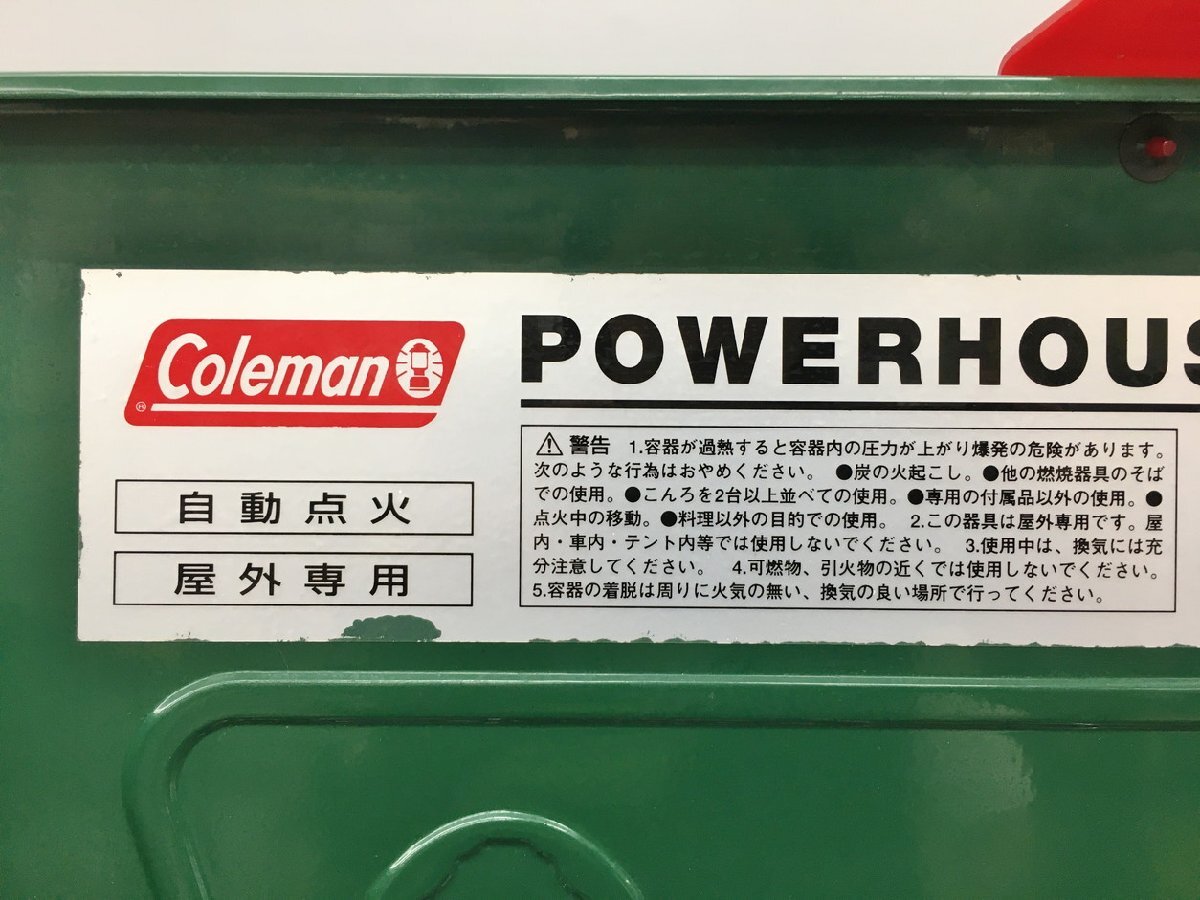 Coleman
®
自動点火
屋外専用
POWERHOUS
⚠ 警告 1.容器が過熱すると容器内の圧力が上がり爆発の危険があります。
次のような行為はおやめください。 ●炭の火起こし。●他の燃焼器具のそば
での使用。●こんろを2台以上並べての使用。●専用の付属品以外の使用。●
点火中の移動。●料理以外の目的での使用。 2.この器具は屋外専用です。屋
内・車内・テント内等では使用しないでください。 3.使用中は、換気には充
分注意してください。 4.可燃物、引火物の近くでは使用しないでください。
5.容器の着脱は周りに火気の無い、換気の良い場所で行ってください。